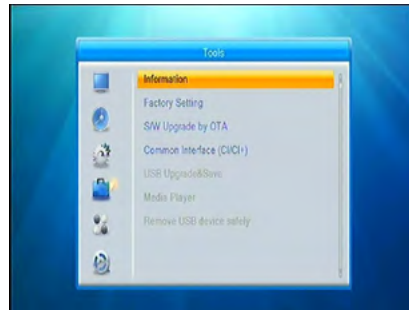 Tools
Information
Factory Setting
S/W Upgrade by OTA
Common Interface (CI/CI+)
USB Upgrade&Save
Media Player
Remove USB device safely